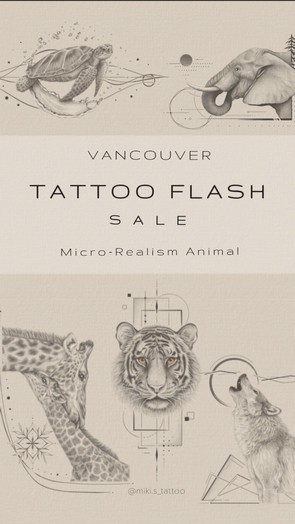 VANCOUVER
TATTOO FLASH
SALE
Micro-Realism Animal
@miki.s_tattoo